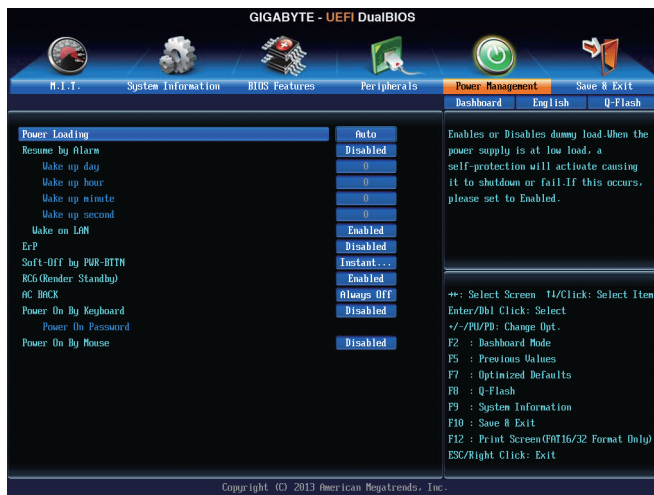 GIGABYTE - UEFI DualBIOS
M.I.T. System Information BIOS Features Peripherals Power Management Save & Exit
Dashboard English Q-Flash
Power Loading Auto
Resume by Alarm Disabled
Wake up day 0
Wake up hour 0
Wake up minute 0
Wake up second 0
Wake on LAN Enabled
ErP Disabled
Soft-Off by PWR-BTTN Instant...
RC6(Render Standby) Enabled
AC BACK Always Off
Power On By Keyboard Disabled
Power On Password
Power On By Mouse Disabled
Enables or Disables dummy load.When the
power supply is at low load, a
self-protection will activate causing
it to shutdown or fail.If this occurs,
please set to Enabled.
→←: Select Screen ↑↓/Click: Select Item
Enter/Dbl Click: Select
+/-/PU/PD: Change Opt.
F2 : Dashboard Mode
F5 : Previous Values
F7 : Optimized Defaults
F8 : Q-Flash
F9 : System Information
F10 : Save & Exit
F12 : Print Screen(FAT16/32 Format Only)
ESC/Right Click: Exit
Copyright (C) 2013 American Megatrends, Inc.